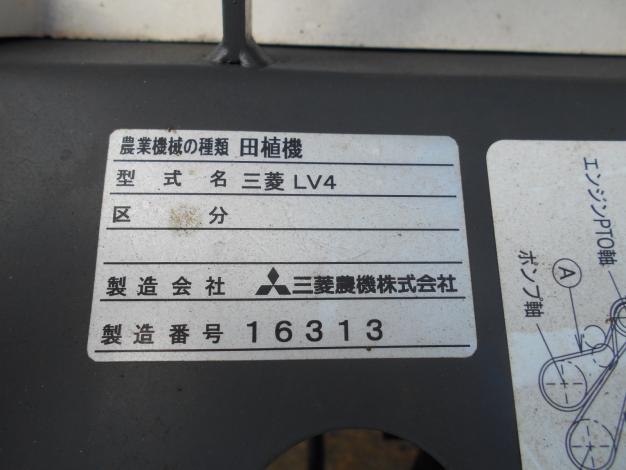 農業機械の種類 田植機
型式名 三菱 LV4
区分
製造会社 三菱農機株式会社
製造番号 16313
エンジンPTO軸
A
ポンプ軸